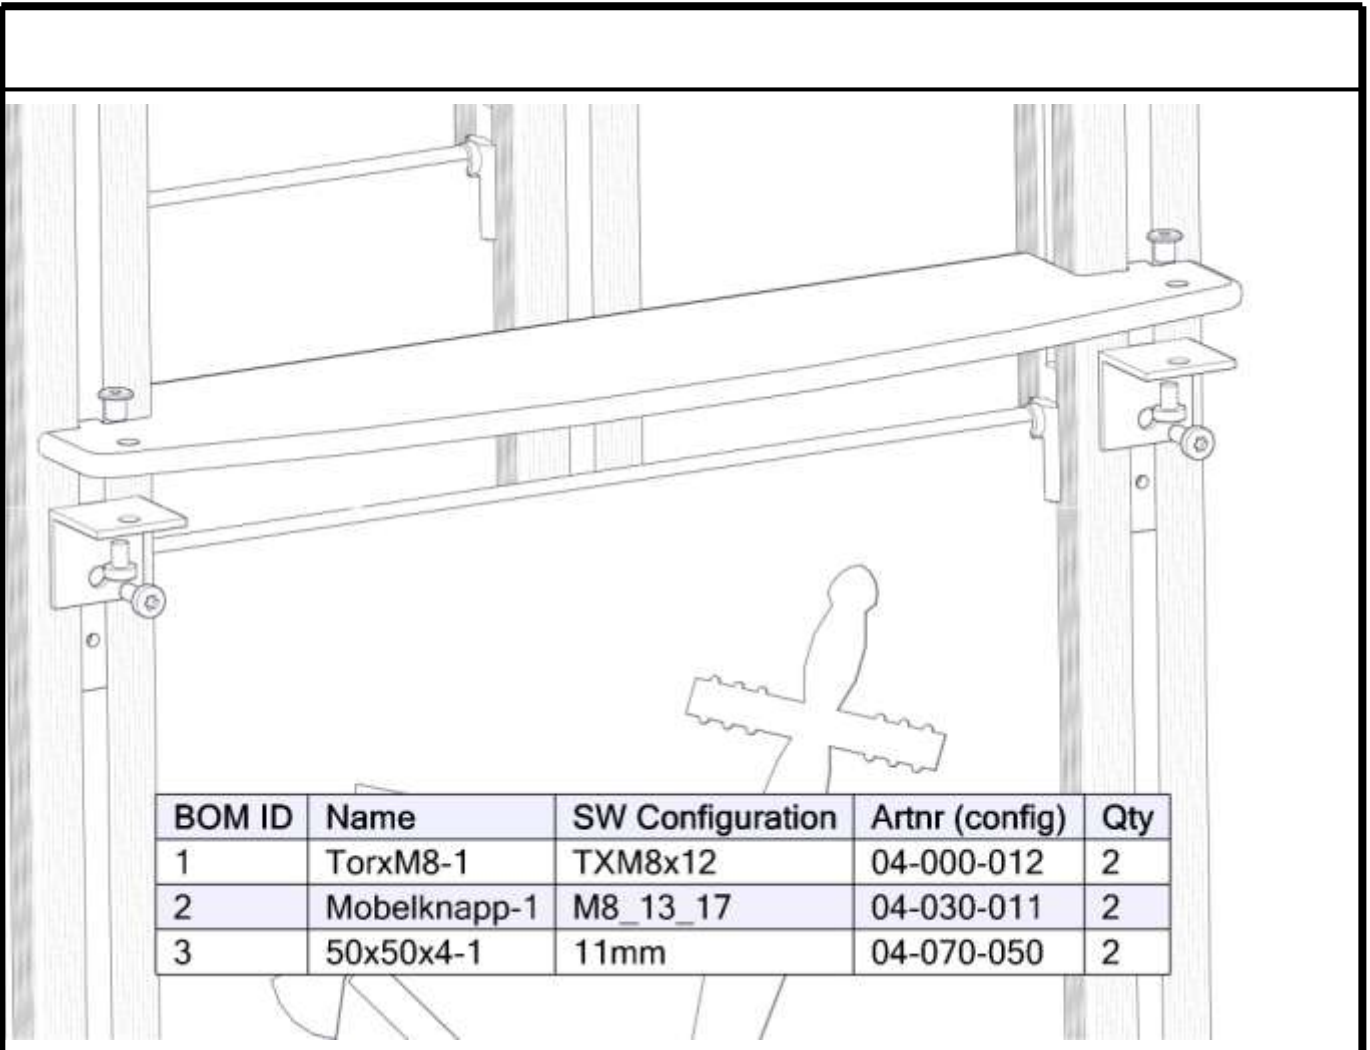 BOM ID Name SW Configuration Artnr (config) Qty
1 TorxM8-1 TXM8x12 04-000-012 2
2 Mobelknapp-1 M8_13_17 04-030-011 2
3 50x50x4-1 11mm 04-070-050 2